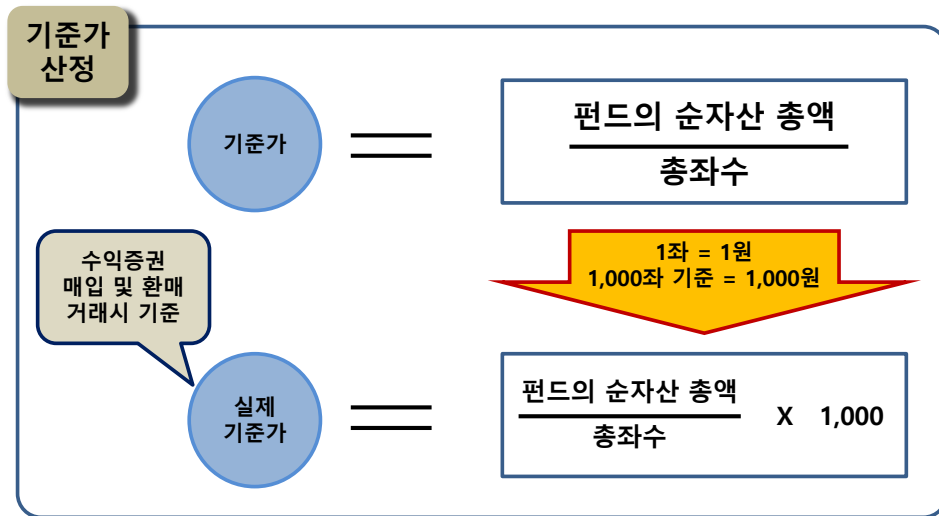 기준가
산정
기준가
펀드의 순자산 총액
총좌수
1좌 = 1원
1,000좌 기준 = 1,000원
수익증권
매입 및 환매
거래시 기준
실제
기준가
펀드의 순자산 총액
총좌수
X 1,000